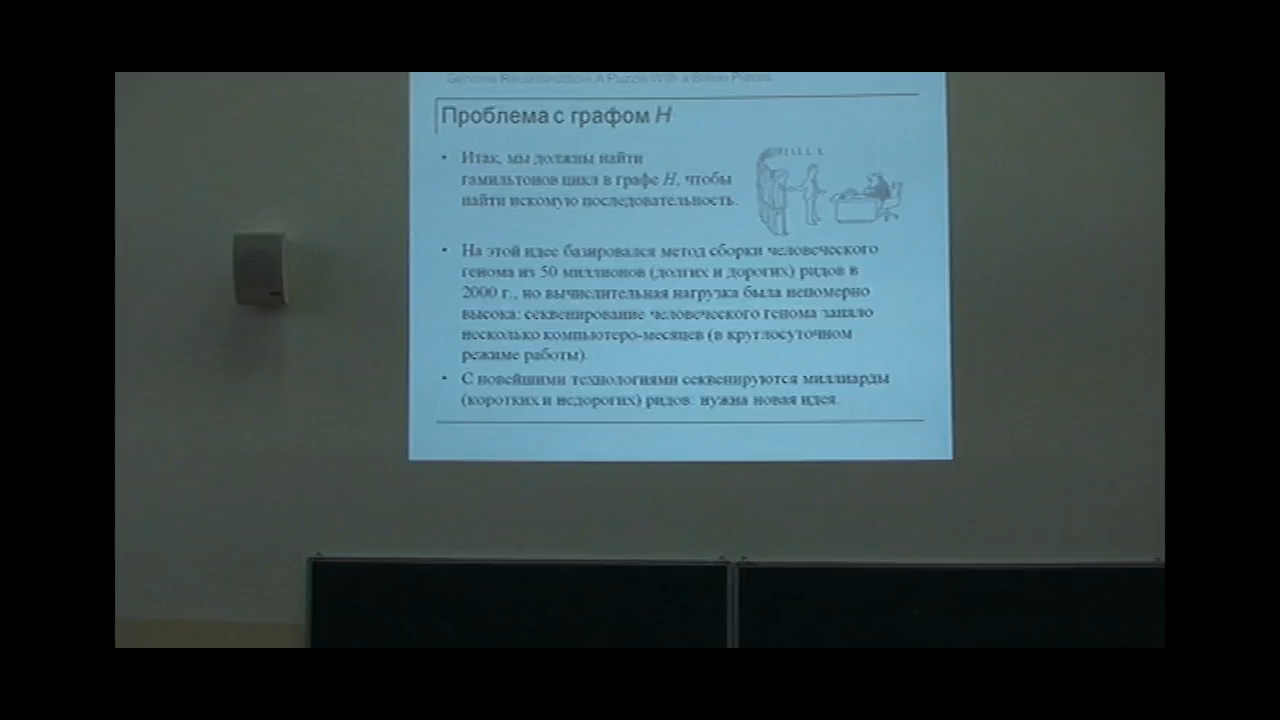 Genome Reconstruction: A Puzzle With a Billion Pieces
Проблема с графом H
• Итак, мы должны найти
гамильтонов цикл в графе H, чтобы
найти искомую последовательность.
• На этой идее базировался метод сборки человеческого
генома из 50 миллионов (долгих и дорогих) ридов в
2000 г., но вычислительная нагрузка была непомерно
высока: секвенирование человеческого генома заняло
несколько компьютеро-месяцев (в круглосуточном
режиме работы).
• С новейшими технологиями секвенируются миллиарды
(коротких и недорогих) ридов: нужна новая идея.